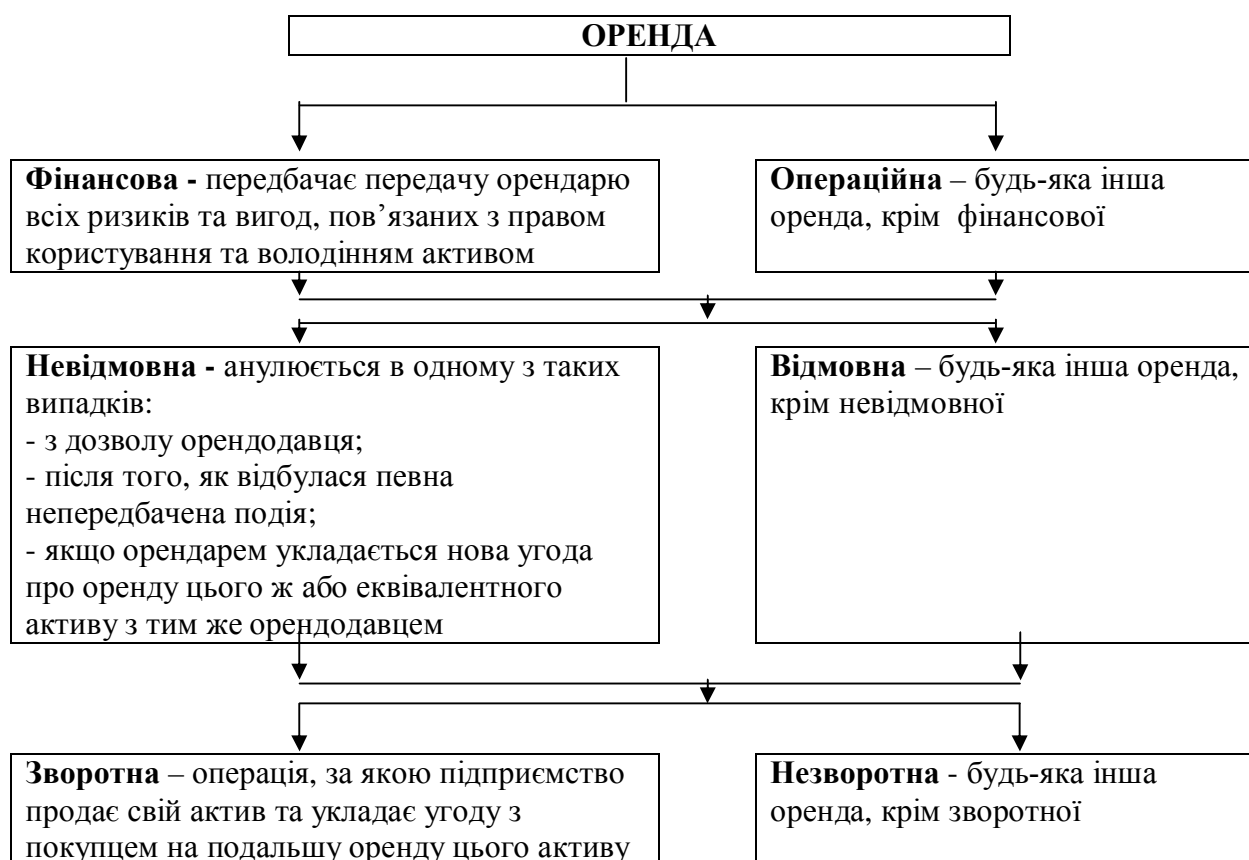 ОРЕНДА
Фінансова - передбачає передачу орендарю
всіх ризиків та вигод, пов’язаних з правом
користування та володінням активом
Операційна – будь-яка інша
оренда, крім фінансової
Невідмовна - анулюється в одному з таких
випадків:
- з дозволу орендодавця;
- після того, як відбулася певна
непередбачена подія;
- якщо орендарем укладається нова угода
про оренду цього ж або еквівалентного
активу з тим же орендодавцем
Відмовна – будь-яка інша оренда,
крім невідмовної
Зворотна – операція, за якою підприємство
продає свій актив та укладає угоду з
покупцем на подальшу оренду цього активу
Незворотна - будь-яка інша
оренда, крім зворотної